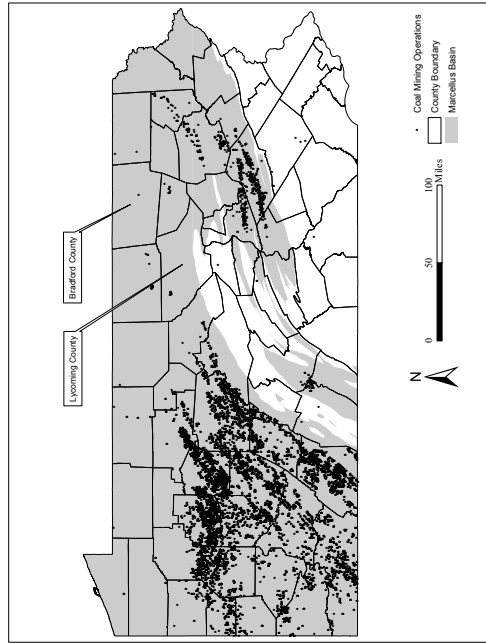 Bradford County
Lycoming County
Coal Mining Operations
County Boundary
Marcellus Basin
N
0
50
100
Miles